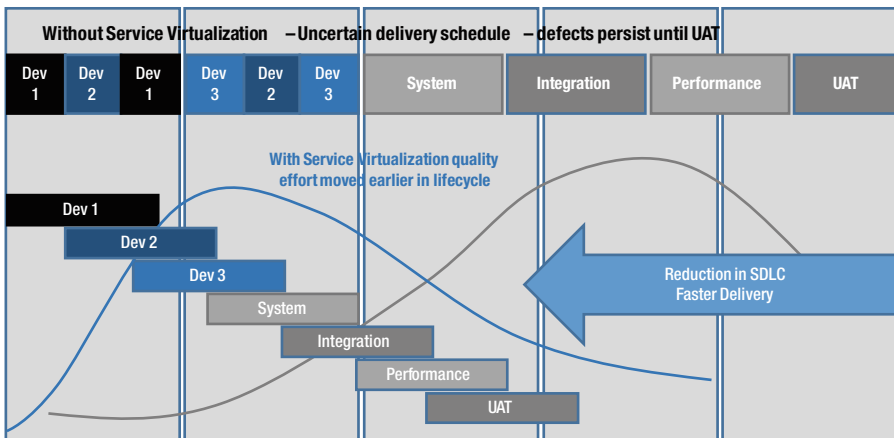 Without Service Virtualization – Uncertain delivery schedule – defects persist until UAT
Dev
1
Dev
2
Dev
1
Dev
3
Dev
2
Dev
3
System
Integration
Performance
UAT
With Service Virtualization quality
effort moved earlier in lifecycle
Dev 1
Dev 2
Dev 3
System
Integration
Performance
UAT
Reduction in SDLC
Faster Delivery